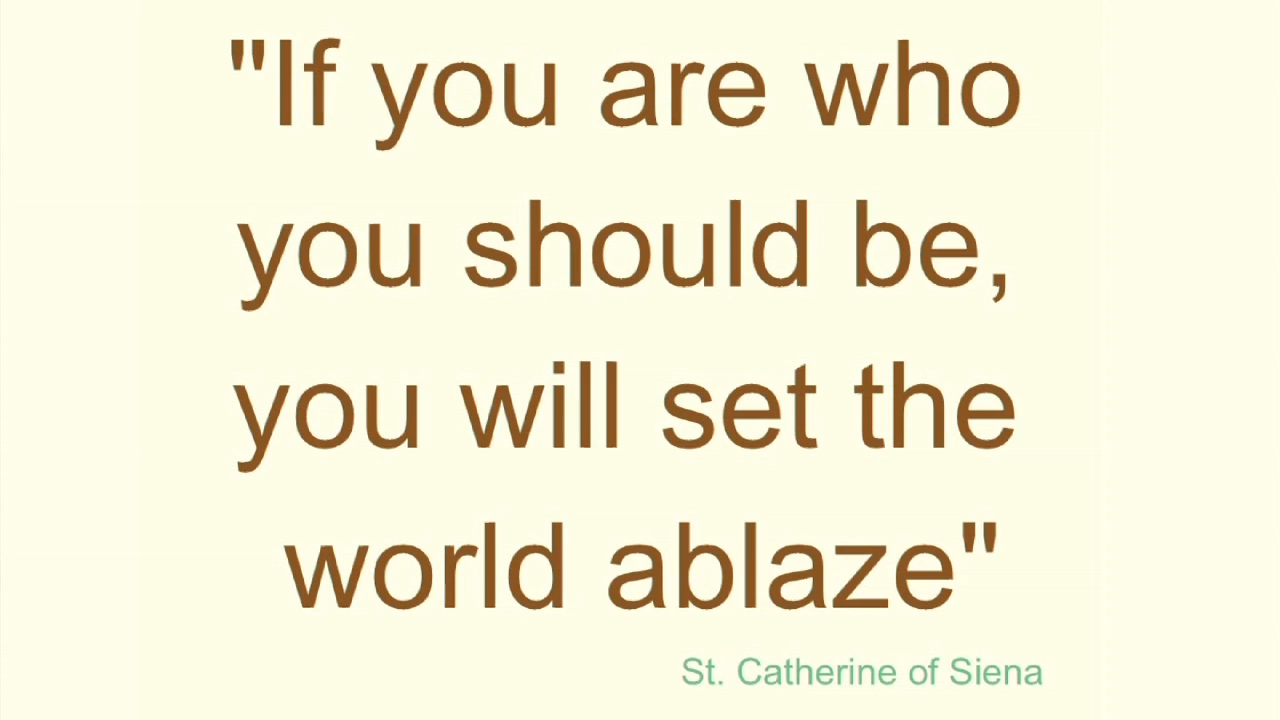 "If you are who
you should be,
you will set the
world ablaze"
St. Catherine of Siena